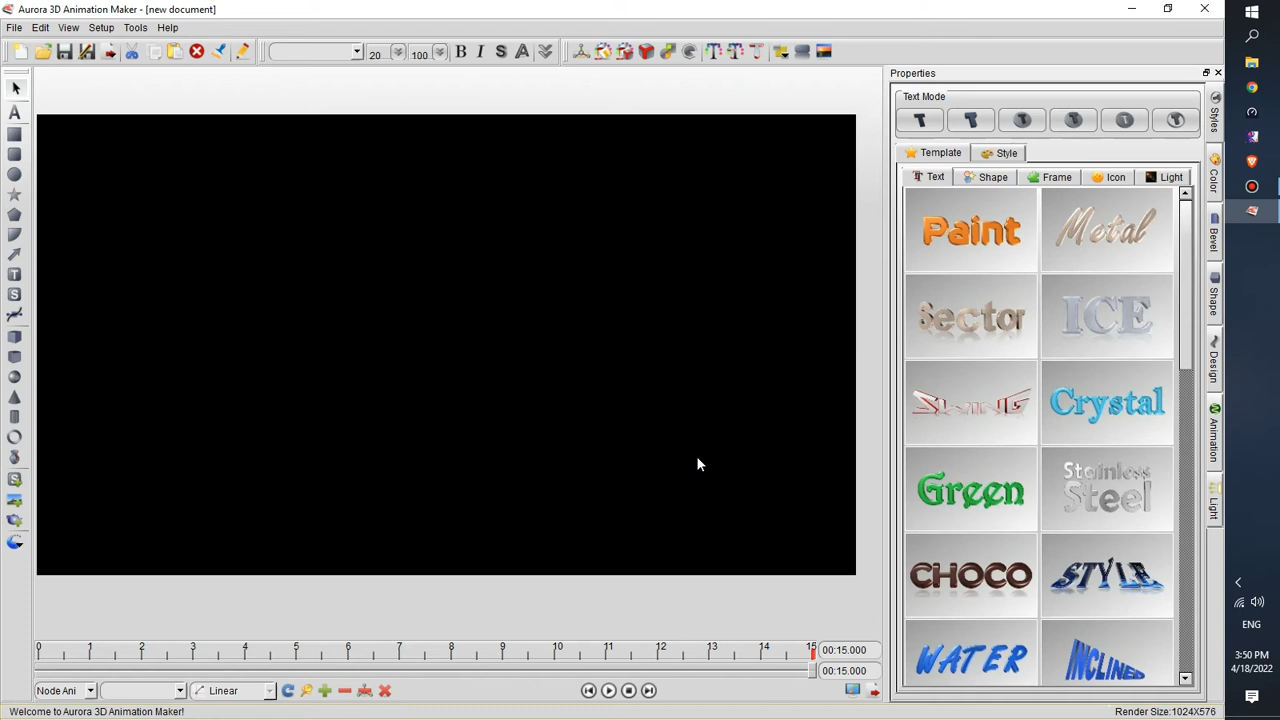 Aurora 3D Animation Maker - [new document]
File Edit View Setup Tools Help
20 100 B I S A
Properties
Text Mode
Template Style
Text Shape Frame Icon Light
Paint Metal
Sector ICE
SWING Crystal
Green Stainless Steel
CHOCO STYLE
WATER INCLINED
Styles
Color
Bevel
Shape
Design
Animation
Light
0 1 2 3 4 5 6 7 8 9 10 11 12 13 14 15 00:15.000
00:15.000
Node Ani Linear
Welcome to Aurora 3D Animation Maker! Render Size:1024X576
ENG
3:50 PM
4/18/2022